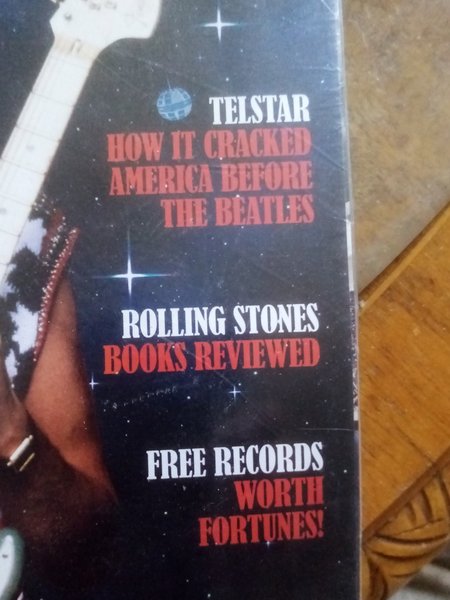 TELSTAR
HOW IT CRACKED
AMERICA BEFORE
THE BEATLES
ROLLING STONES
BOOKS REVIEWED
FREE RECORDS
WORTH
FORTUNES!